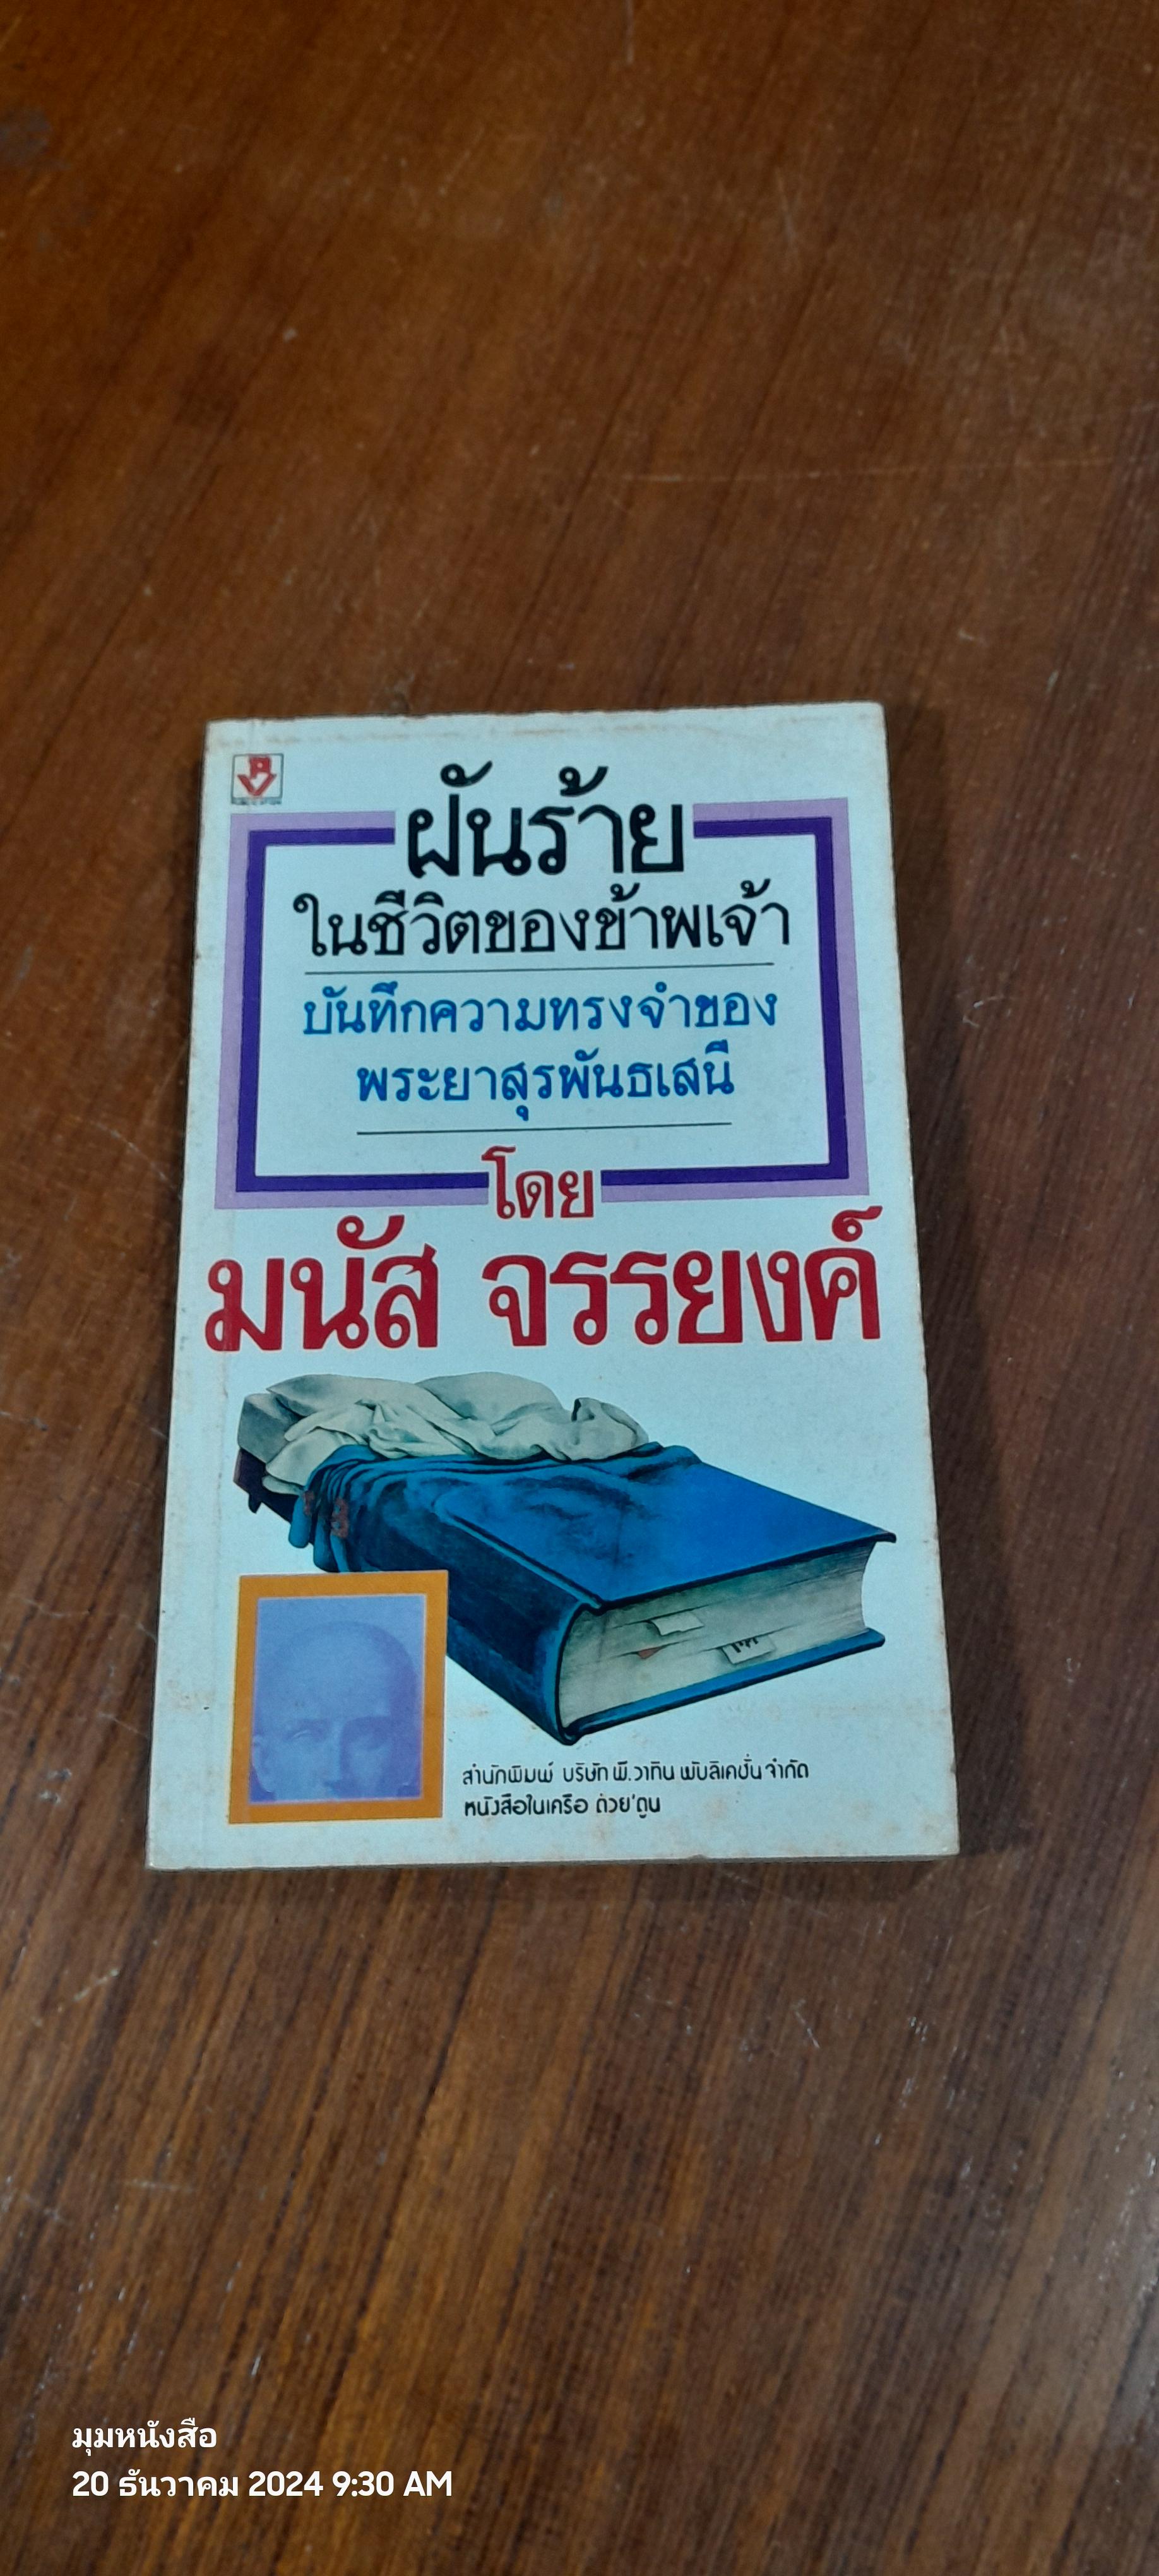 ฝันร้าย
ในชีวิตของข้าพเจ้า
บันทึกความทรงจำของ
พระยาสุรพันธเสนี
โดย
มนัส จรรยงค์
สำนักพิมพ์ บริษัท พี.วาทิน พับลิเคชั่น จำกัด
หนังสือในเครือ ต่วย'ตูน
มุมหนังสือ
20 ธันวาคม 2024 9:30 AM